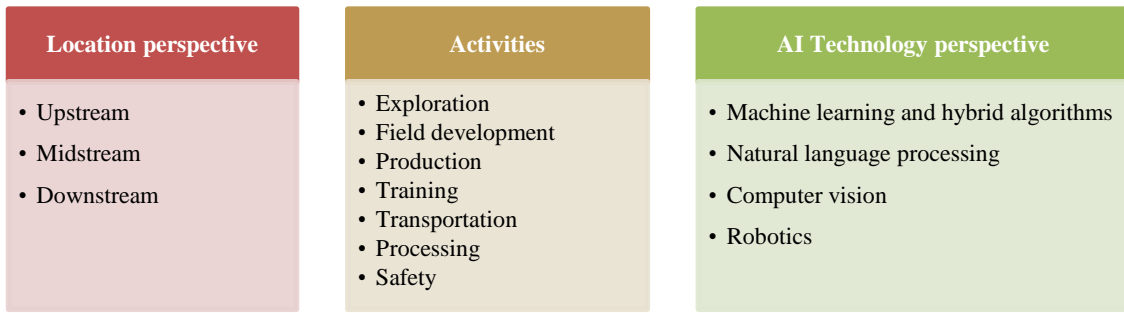 Location perspective
• Upstream
• Midstream
• Downstream
Activities
• Exploration
• Field development
• Production
• Training
• Transportation
• Processing
• Safety
AI Technology perspective
• Machine learning and hybrid algorithms
• Natural language processing
• Computer vision
• Robotics